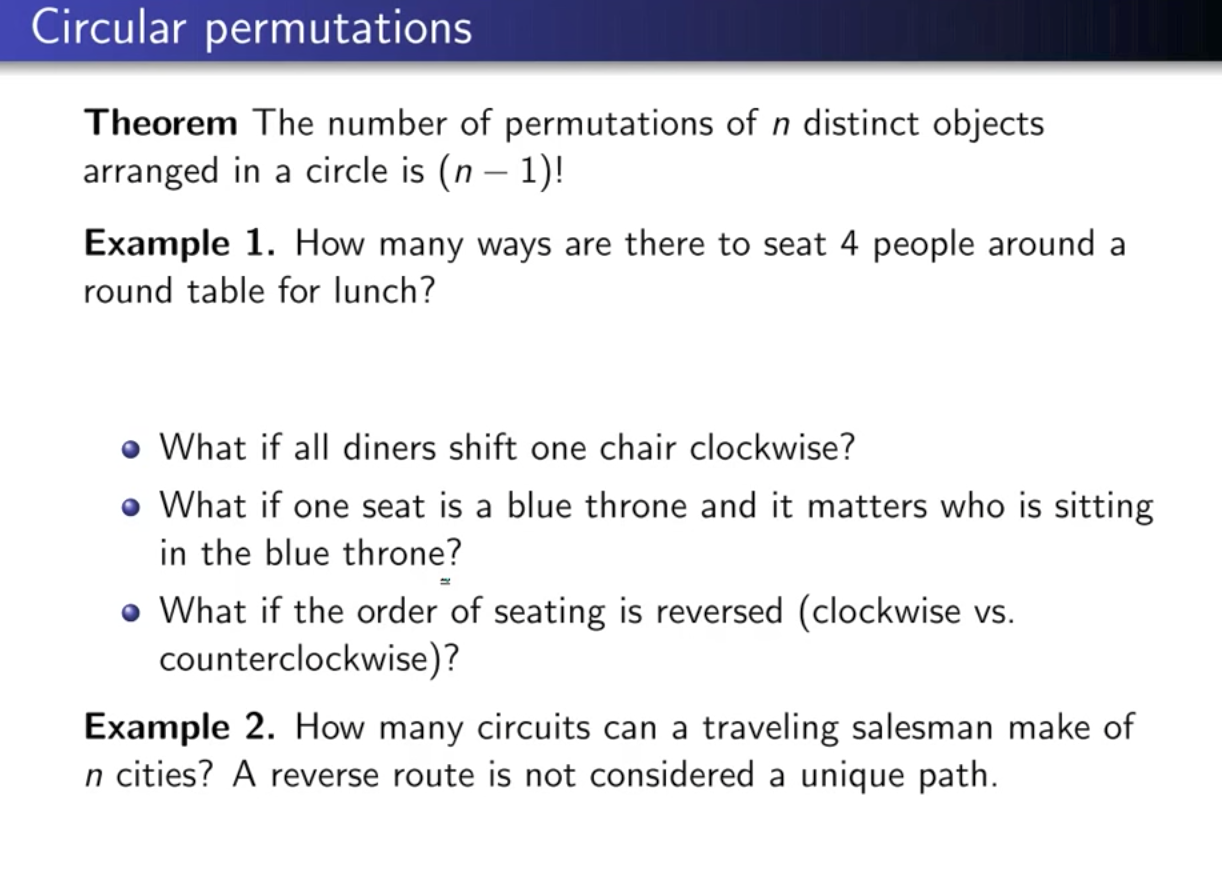 Circular permutations
Theorem The number of permutations of n distinct objects
arranged in a circle is (n − 1)!
Example 1. How many ways are there to seat 4 people around a
round table for lunch?
What if all diners shift one chair clockwise?
What if one seat is a blue throne and it matters who is sitting
in the blue throne?
What if the order of seating is reversed (clockwise vs.
counterclockwise)?
Example 2. How many circuits can a traveling salesman make of
n cities? A reverse route is not considered a unique path.